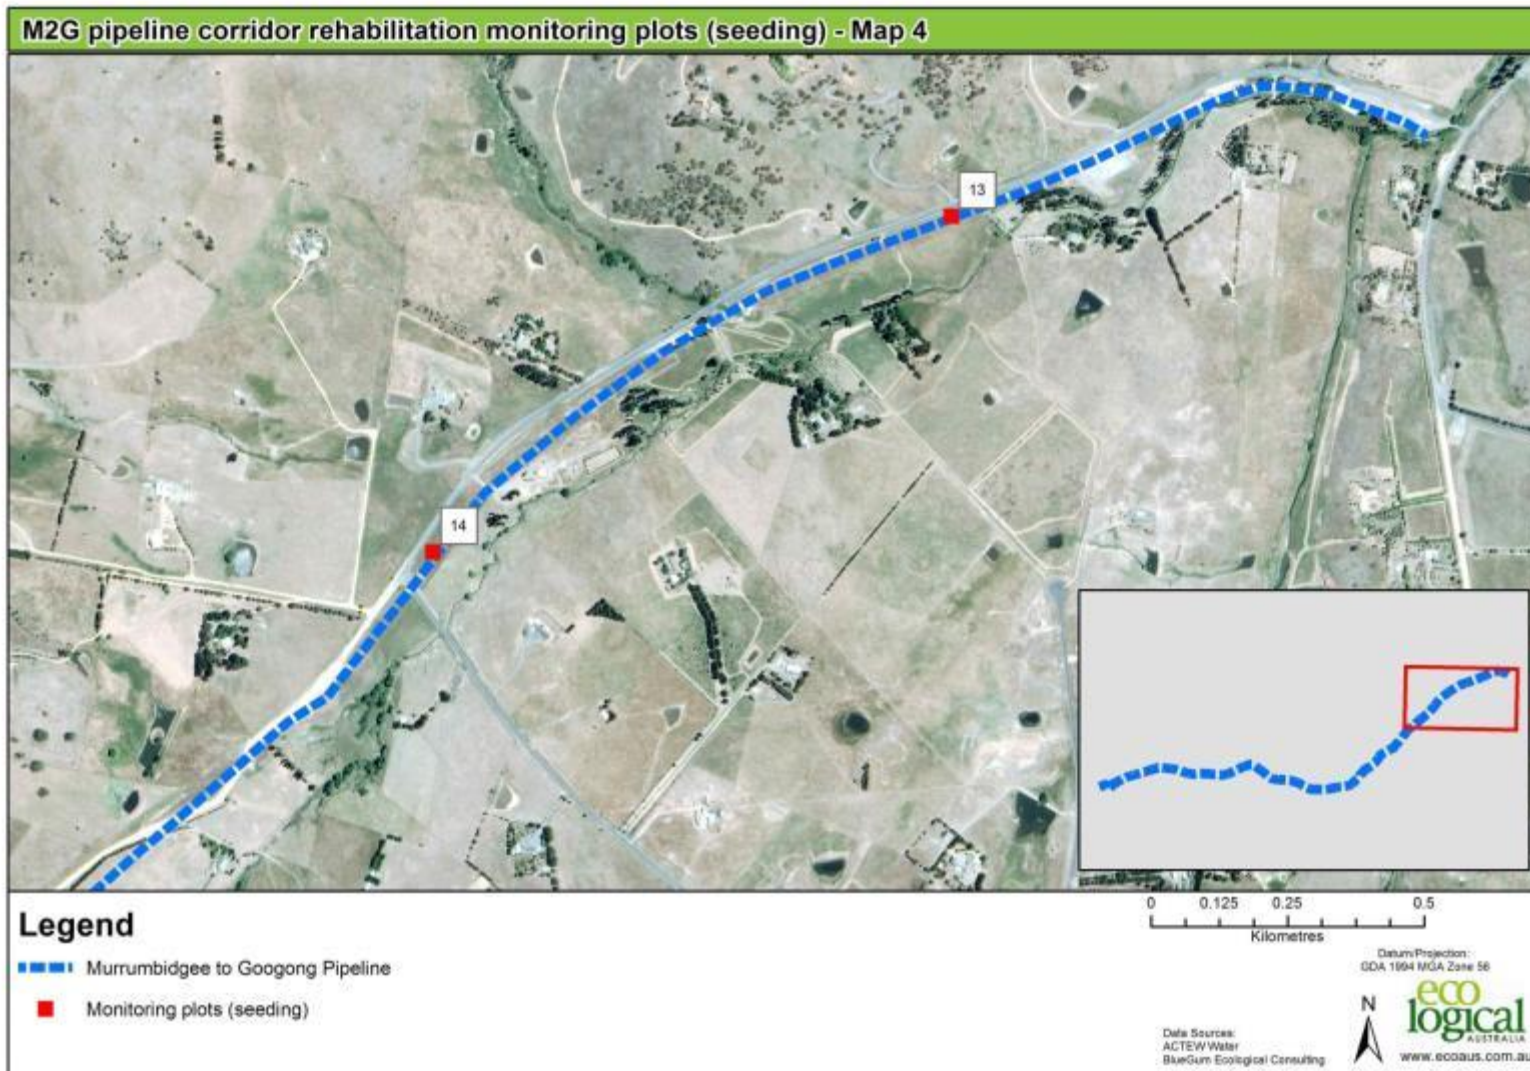 M2G pipeline corridor rehabilitation monitoring plots (seeding) - Map 4
13
14
Legend
Murrumbidgee to Googong Pipeline
Monitoring plots (seeding)
0 0.125 0.25 0.5
Kilometres
Datum/Projection:
GDA 1994 MGA Zone 56
N
eco
logical
AUSTRALIA
www.ecoaus.com.au
Data Sources:
ACTEW Water
BlueGum Ecological Consulting